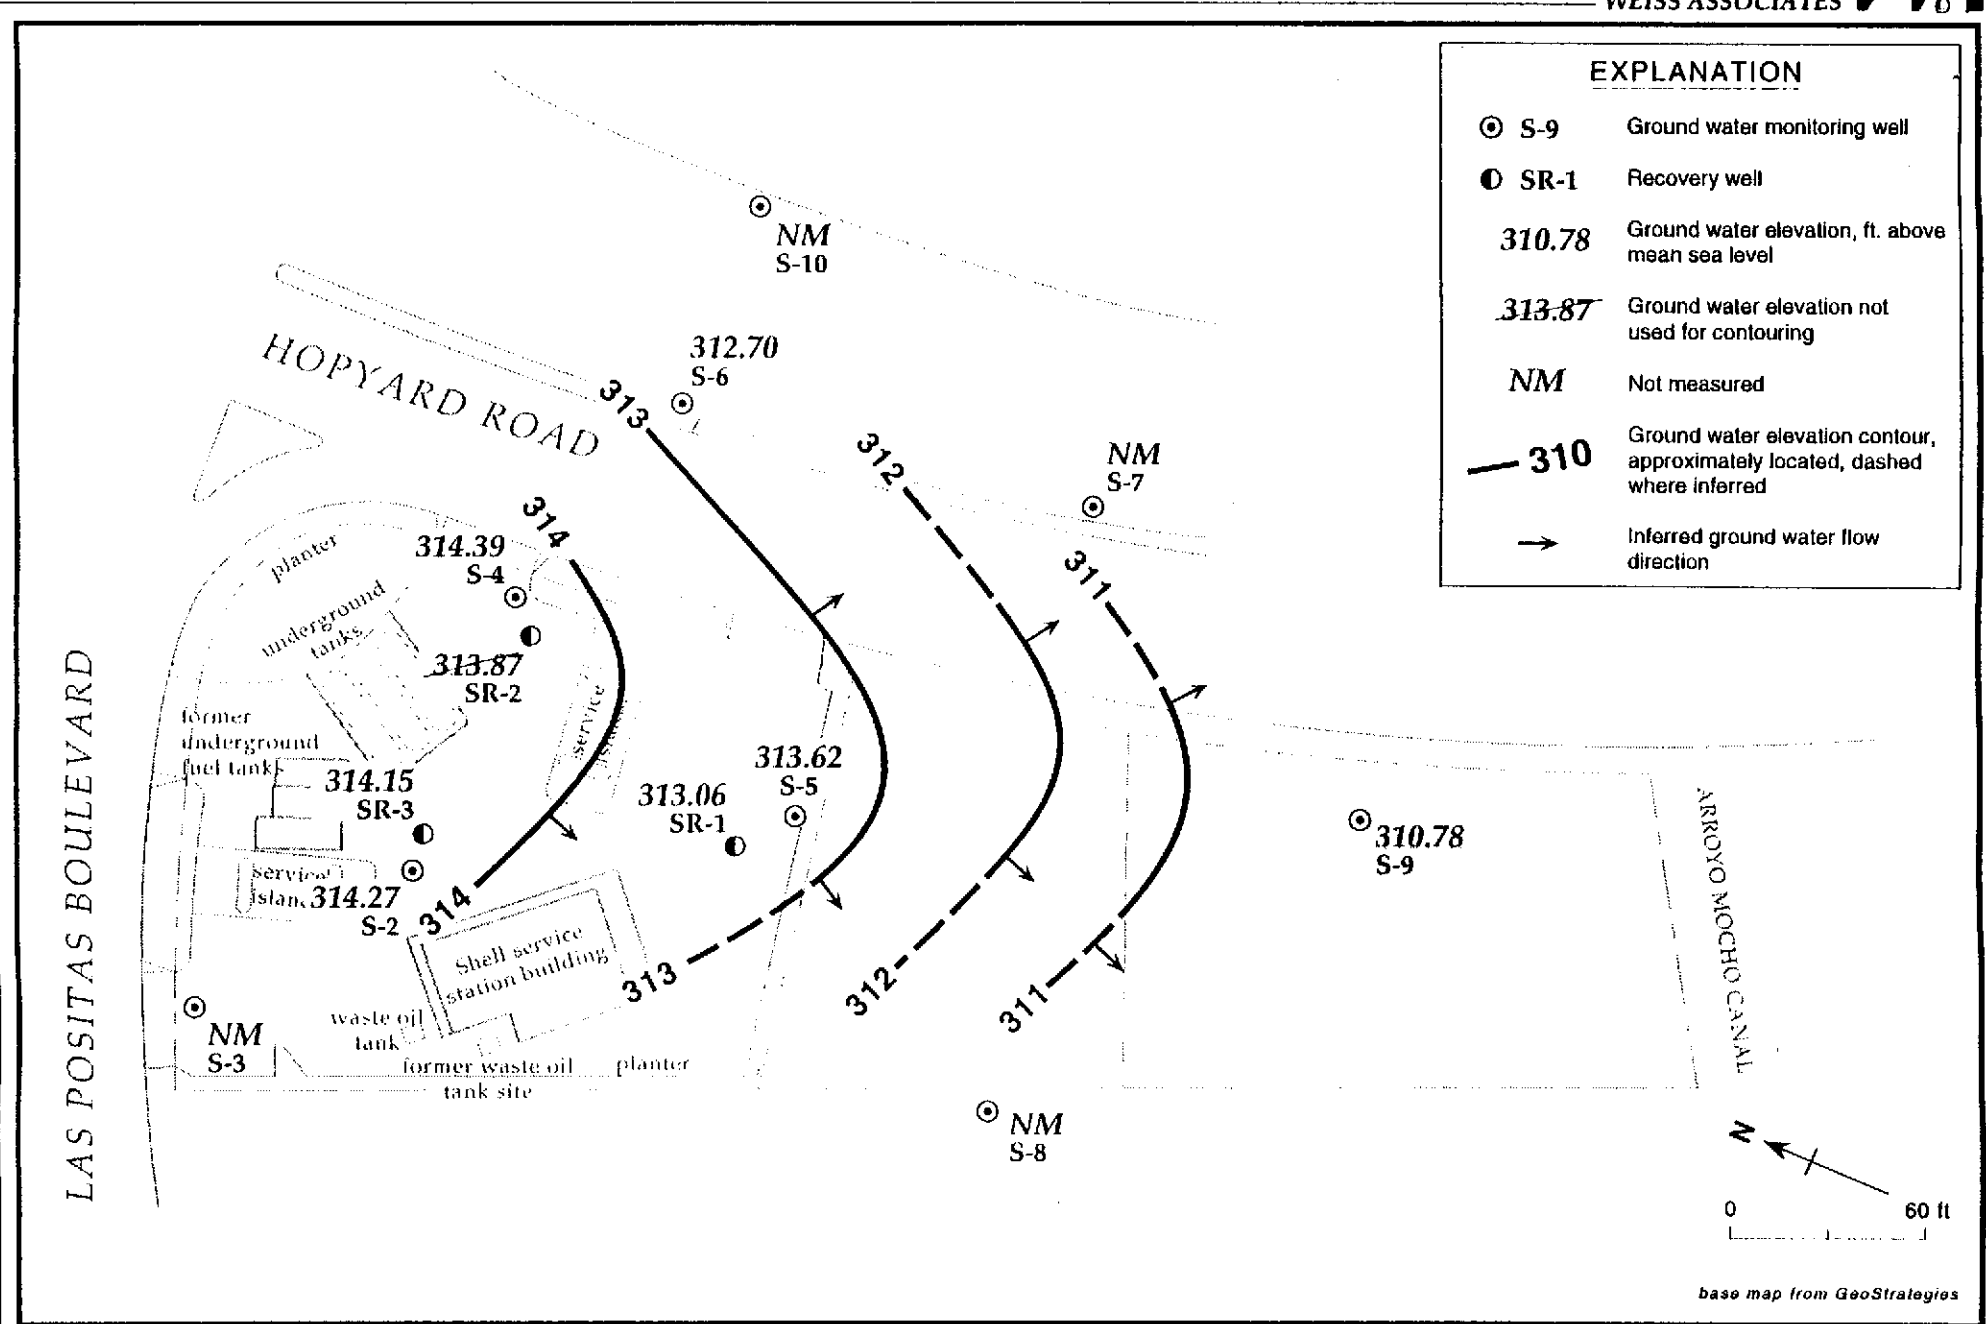 WEISS ASSOCIATES
EXPLANATION
S-9 Ground water monitoring well
SR-1 Recovery well
310.78 Ground water elevation, ft. above
mean sea level
313.87 Ground water elevation not
used for contouring
NM Not measured
310 Ground water elevation contour,
approximately located, dashed
where inferred
Inferred ground water flow
direction
NM
S-10
HOPYARD ROAD
312.70
S-6
313
312
NM
S-7
311
314
314.39
S-4
planter
underground
tanks
313.87
SR-2
service
former
underground
fuel tanks
314.15
SR-3
313.06
SR-1
313.62
S-5
310.78
S-9
service
island
314.27
S-2
314
Shell service
station building
313
312
311
LAS POSITAS BOULEVARD
ARROYO MOCHO CANAL
NM
S-3
waste oil
tank
former waste oil
tank site
planter
NM
S-8
N
0 60 ft
base map from GeoStrategies